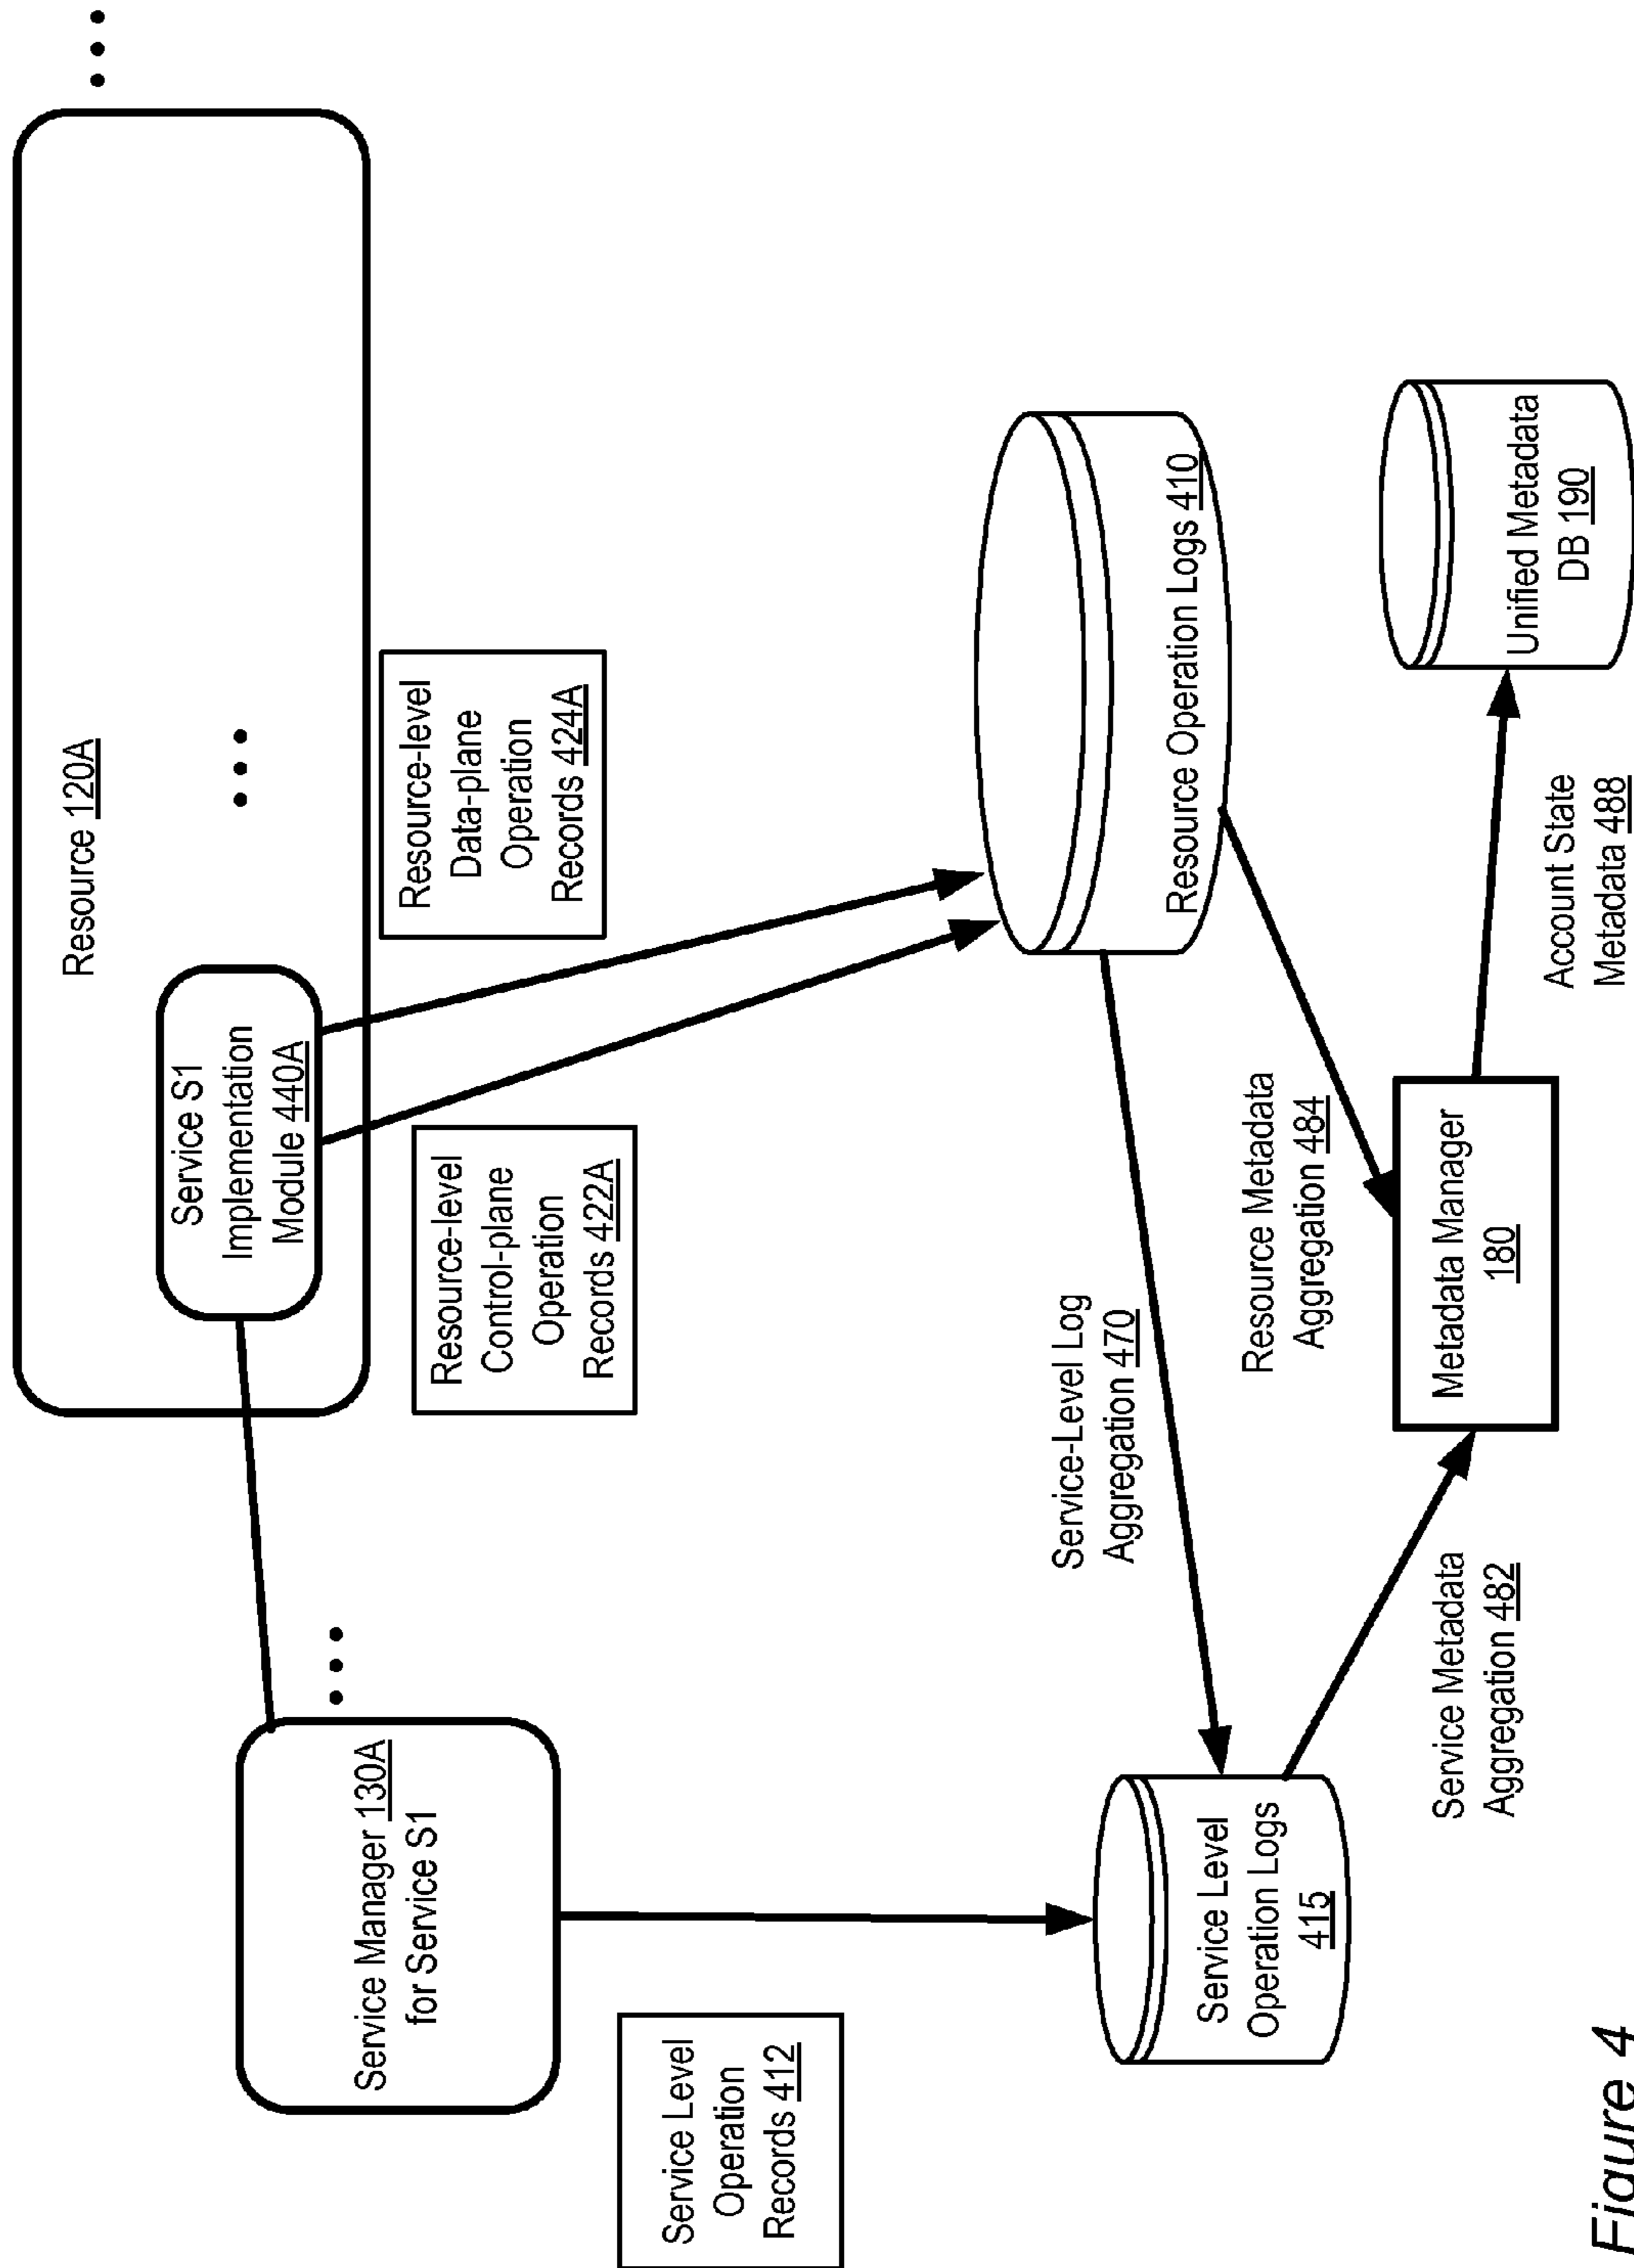 Resource 120A
Service S1
Implementation
Module 440A
Service Manager 130A
for Service S1
Resource-level
Control-plane
Operation
Records 422A
Resource-level
Data-plane
Operation
Records 424A
Service Level
Operation
Records 412
Service-Level Log
Aggregation 470
Resource Operation Logs 410
Service Level
Operation Logs
415
Resource Metadata
Aggregation 484
Service Metadata
Aggregation 482
Metadata Manager
180
Account State
Metadata 488
Unified Metadata
DB 190
Figure 4